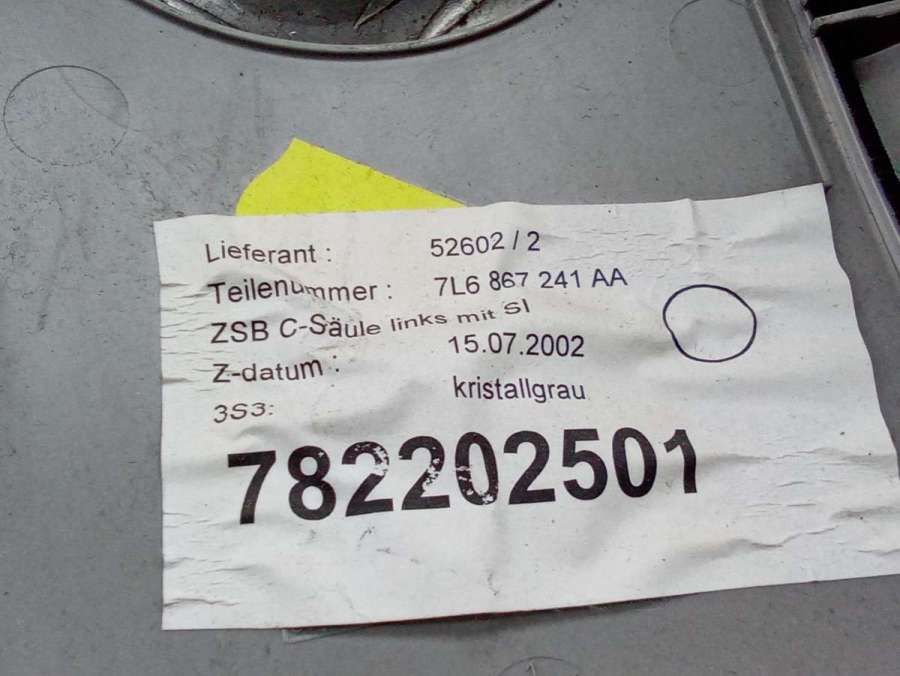 Lieferant : 52602 / 2
Teilenummer : 7L6 867 241 AA
ZSB C-Säule links mit SI
Z-datum : 15.07.2002
3S3: kristallgrau
782202501